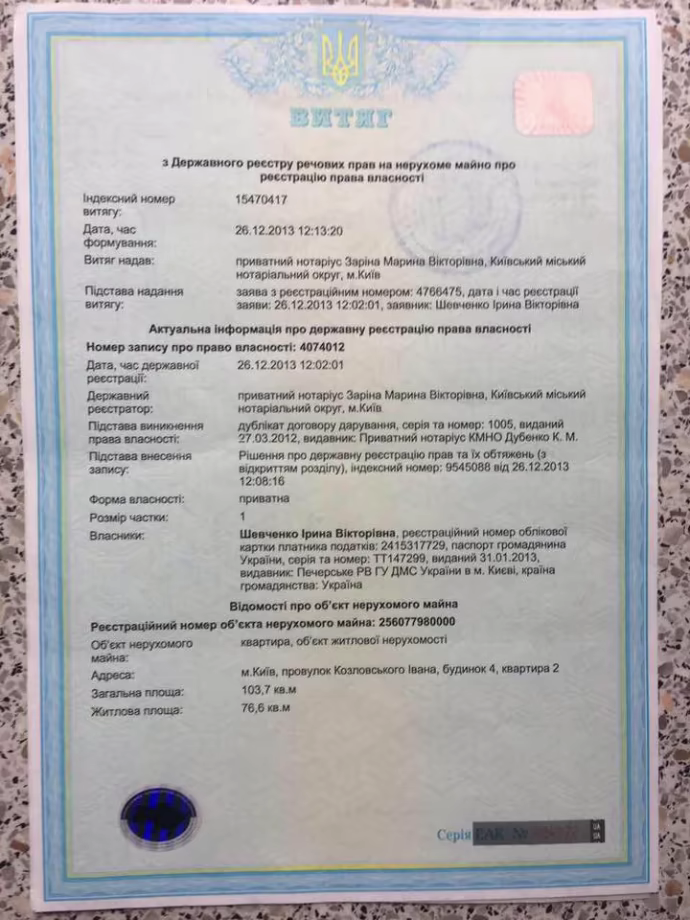 ВИТЯГ
з Державного реєстру речових прав на нерухоме майно про
реєстрацію права власності
Індексний номер
витягу:
15470417
Дата, час
формування:
26.12.2013 12:13:20
Витяг надав:
приватний нотаріус Заріна Марина Вікторівна, Київський міський
нотаріальний округ, м.Київ
Підстава надання
витягу:
заява з реєстраційним номером: 4766475, дата і час реєстрації
заяви: 26.12.2013 12:02:01, заявник: Шевченко Ірина Вікторівна
Актуальна інформація про державну реєстрацію права власності
Номер запису про право власності: 4074012
Дата, час державної
реєстрації:
26.12.2013 12:02:01
Державний
реєстратор:
приватний нотаріус Заріна Марина Вікторівна, Київський міський
нотаріальний округ, м.Київ
Підстава виникнення
права власності:
дублікат договору дарування, серія та номер: 1005, виданий
27.03.2012, видавник: Приватний нотаріус КМНО Дубенко К. М.
Підстава внесення
запису:
Рішення про державну реєстрацію прав та їх обтяжень (з
відкриттям розділу), індексний номер: 9545088 від 26.12.2013
12:08:16
Форма власності:
приватна
Розмір частки:
1
Власники:
Шевченко Ірина Вікторівна, реєстраційний номер облікової
картки платника податків: 2415317729, паспорт громадянина
України, серія та номер: ТТ147299, виданий 31.01.2013,
видавник: Печерське РВ ГУ ДМС України в м. Києві, країна
громадянства: Україна
Відомості про об'єкт нерухомого майна
Реєстраційний номер об'єкта нерухомого майна: 256077980000
Об'єкт нерухомого
майна:
квартира, об'єкт житлової нерухомості
Адреса:
м.Київ, провулок Козловського Івана, будинок 4, квартира 2
Загальна площа:
103,7 кв.м
Житлова площа:
76,6 кв.м
Серія ЕАК №
UA
UA